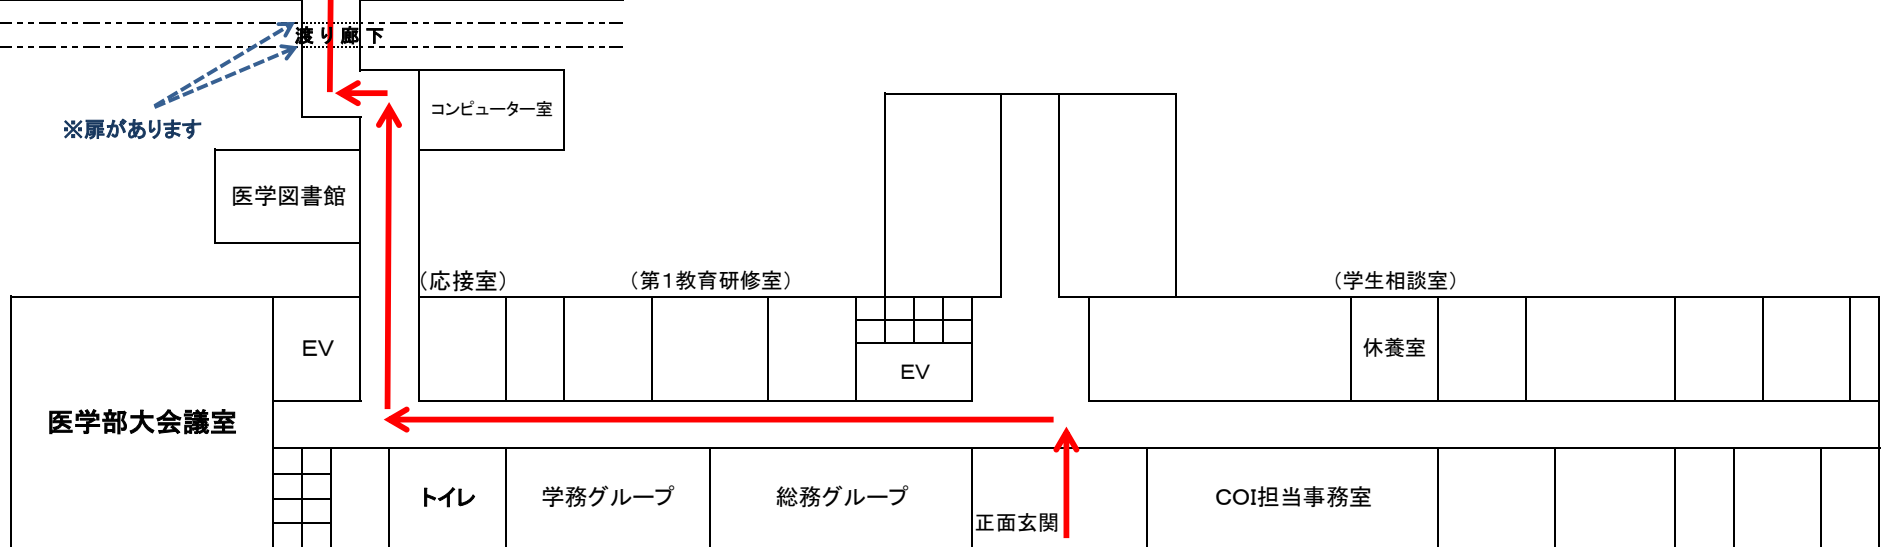 渡り廊下
コンピューター室
※扉があります
医学図書館
（応接室）
（第１教育研修室）
（学生相談室）
EV
休養室
EV
医学部大会議室
トイレ
学務グループ
総務グループ
COI担当事務室
正面玄関